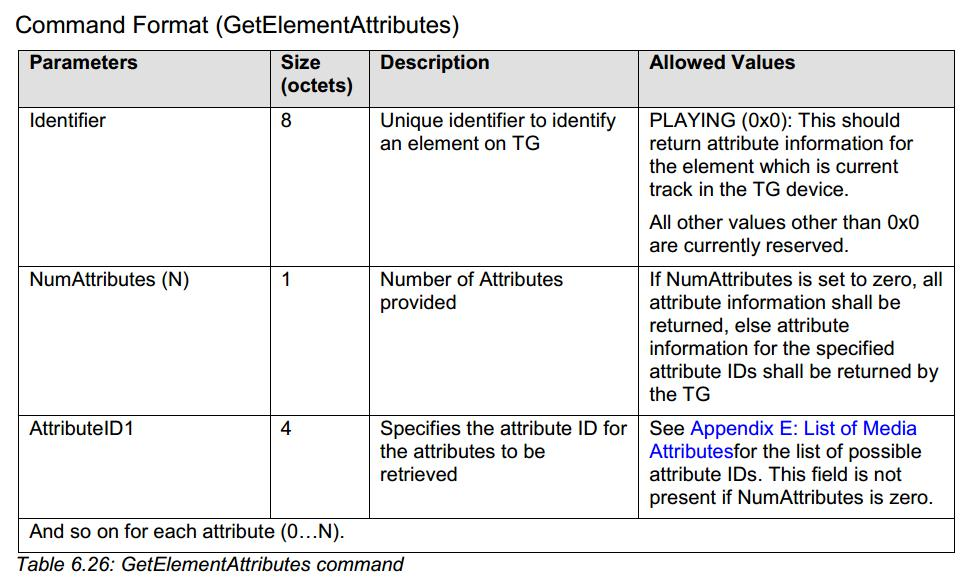 Command Format (GetElementAttributes)
Parameters
Size
(octets)
Description
Allowed Values
Identifier
8
Unique identifier to identify
an element on TG
PLAYING (0x0): This should
return attribute information for
the element which is current
track in the TG device.
All other values other than 0x0
are currently reserved.
NumAttributes (N)
1
Number of Attributes
provided
If NumAttributes is set to zero, all
attribute information shall be
returned, else attribute
information for the specified
attribute IDs shall be returned by
the TG
AttributeID1
4
Specifies the attribute ID for
the attributes to be
retrieved
See Appendix E: List of Media
Attributesfor the list of possible
attribute IDs. This field is not
present if NumAttributes is zero.
And so on for each attribute (0…N).
Table 6.26: GetElementAttributes command